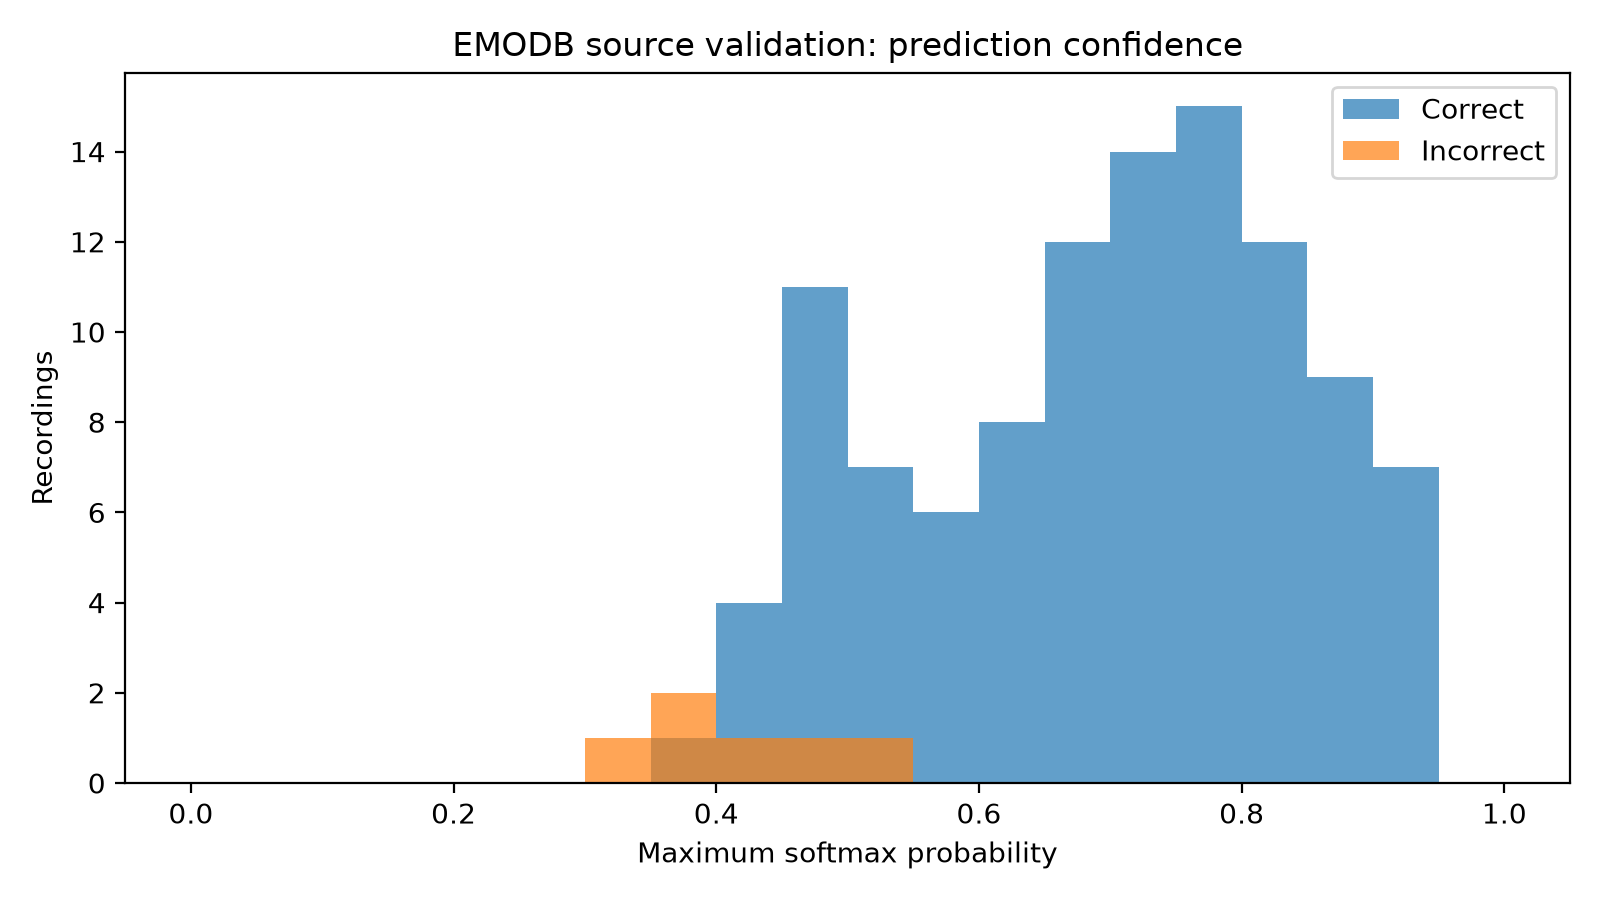 EMODB source validation: prediction confidence
Correct
Incorrect
14
12
10
8
6
4
2
0
Recordings
0.0 0.2 0.4 0.6 0.8 1.0
Maximum softmax probability